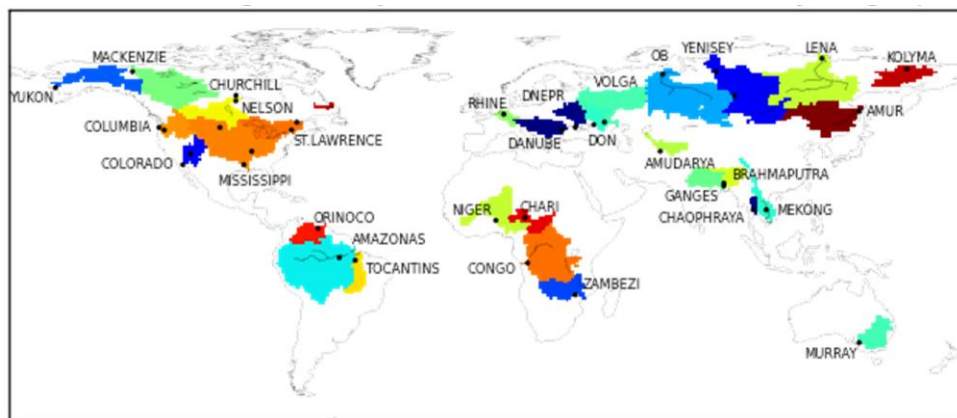 MACKENZIE
YUKON
CHURCHILL
NELSON
COLUMBIA
ST.LAWRENCE
COLORADO
MISSISSIPPI
ORINOCO
AMAZONAS
TOCANTINS
RHINE
DNEPR
VOLGA
OB
YENISEY
LENA
KOLYMA
DANUBE
DON
AMUR
AMUDARYA
BRAHMAPUTRA
GANGES
CHAOPHRAYA
MEKONG
NIGER
CHARI
CONGO
ZAMBEZI
MURRAY